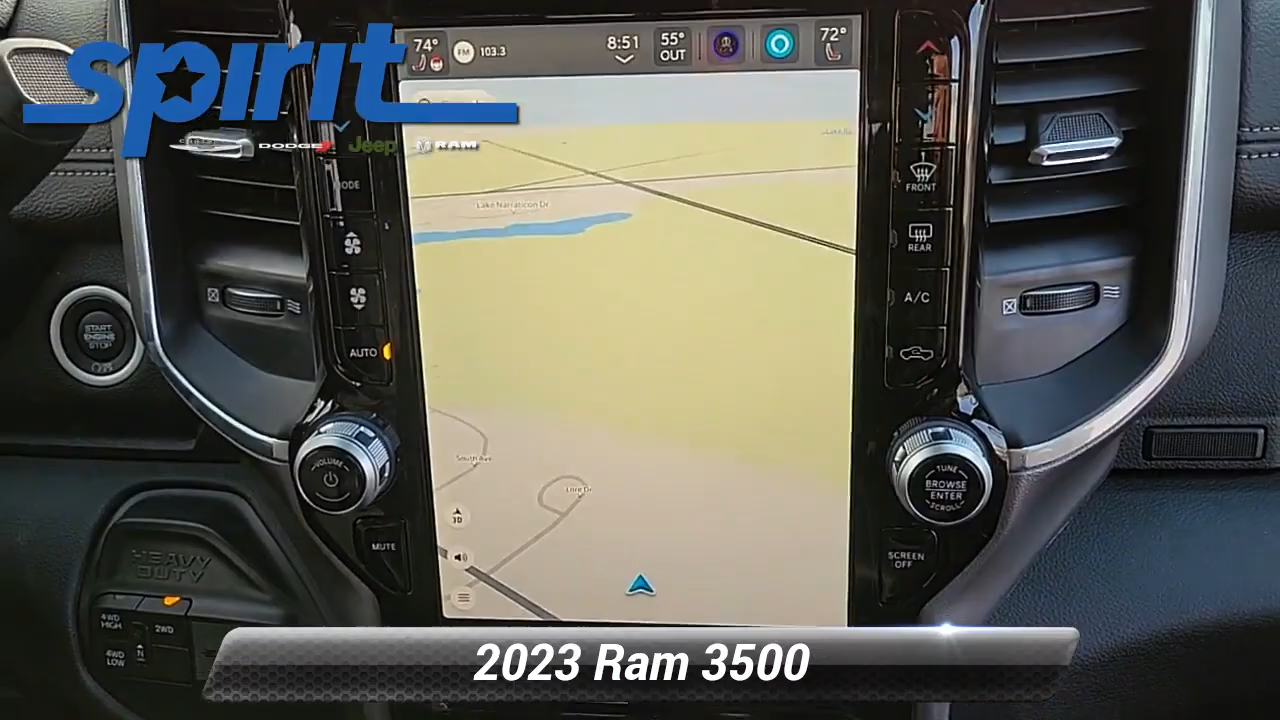 spirit
DODGE Jeep RAM
74° FM 103.3 8:51 55° OUT 72°
Lake Narraticon Dr
South Ave
Lore Dr
3D
MODE
AUTO
VOLUME
MUTE
FRONT
REAR
A/C
TUNE
BROWSE
ENTER
SCROLL
SCREEN
OFF
START
ENGINE
STOP
HEAVY
DUTY
4WD
HIGH
2WD
N
4WD
LOW
2023 Ram 3500